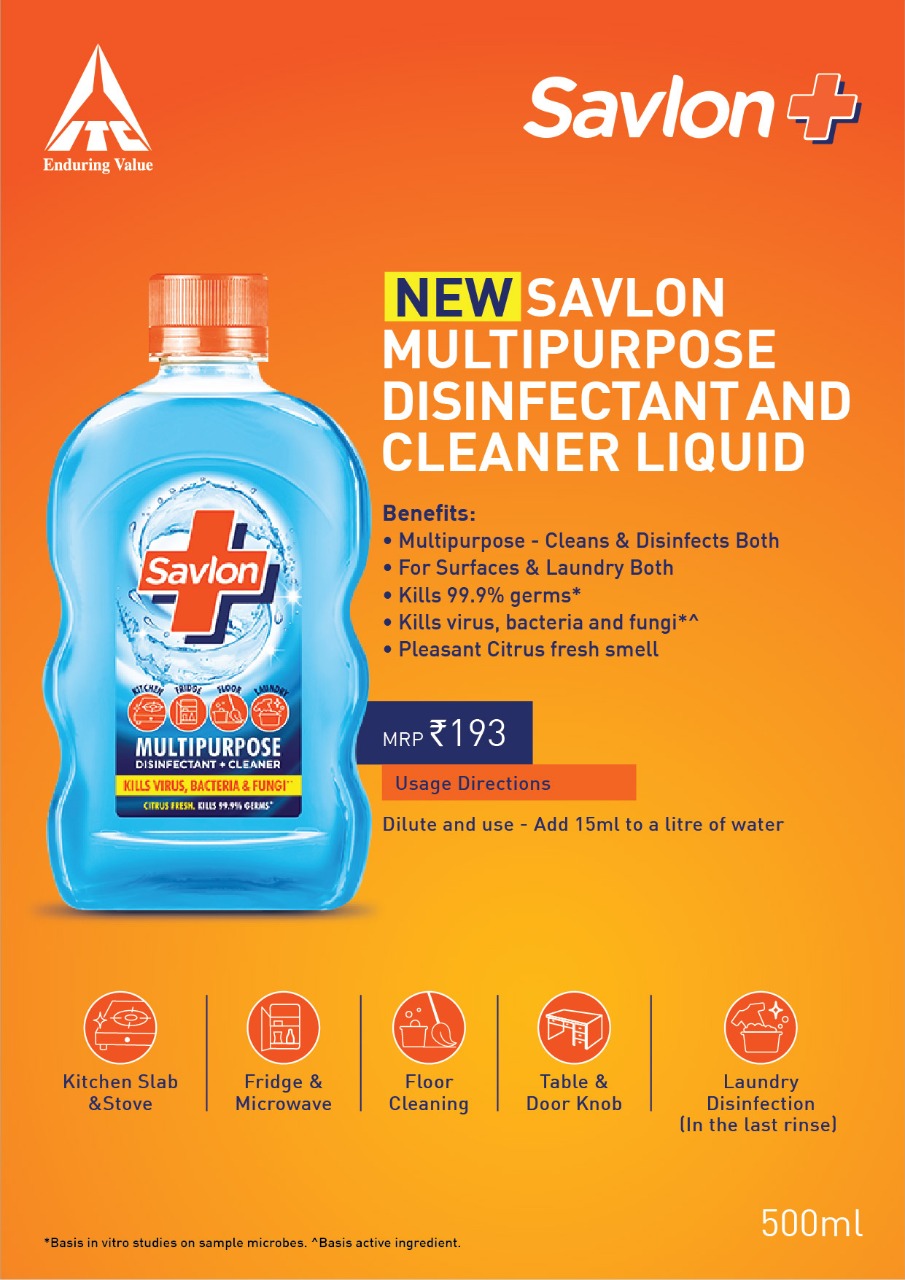 ITC
Enduring Value
Savlon
NEW SAVLON
MULTIPURPOSE
DISINFECTANT AND
CLEANER LIQUID
Benefits:
• Multipurpose - Cleans & Disinfects Both
• For Surfaces & Laundry Both
• Kills 99.9% germs*
• Kills virus, bacteria and fungi*^
• Pleasant Citrus fresh smell
Savlon
KITCHEN FRIDGE FLOOR LAUNDRY
MULTIPURPOSE
DISINFECTANT + CLEANER
KILLS VIRUS, BACTERIA & FUNGI*^
CITRUS FRESH. KILLS 99.9% GERMS*
MRP ₹193
Usage Directions
Dilute and use - Add 15ml to a litre of water
Kitchen Slab
&Stove
Fridge &
Microwave
Floor
Cleaning
Table &
Door Knob
Laundry
Disinfection
(In the last rinse)
500ml
*Basis in vitro studies on sample microbes. ^Basis active ingredient.